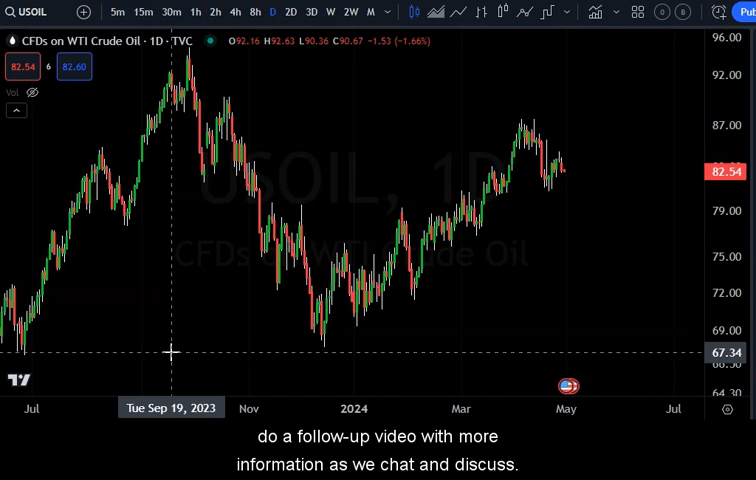 USOIL 5m 15m 30m 1h 2h 4h 8h D 2D 3D W 2W M Pub
CFDs on WTI Crude Oil · 1D · TVC O92.16 H92.63 L90.36 C90.67 −1.53 (−1.66%)
82.54 6 82.60
Vol
USOIL, 1D
CFDs on WTI Crude Oil
96.00
92.00
87.00
82.54
79.00
75.00
72.00
69.00
67.34
64.30
Jul Tue Sep 19, 2023 Nov 2024 Mar May Jul
do a follow-up video with more
information as we chat and discuss.